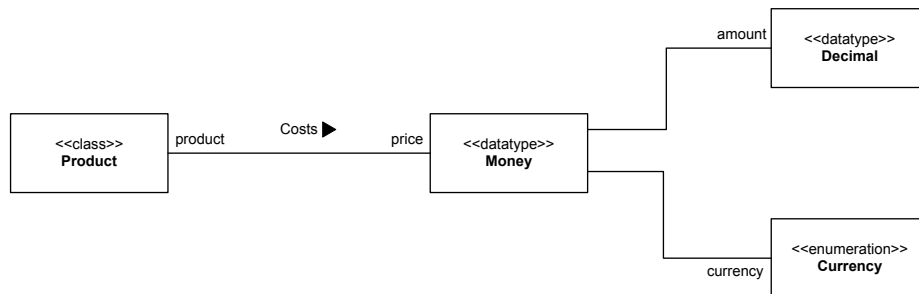 amount
<<datatype>>
Decimal
<<class>>
Product
product
Costs
price
<<datatype>>
Money
<<enumeration>>
Currency
currency